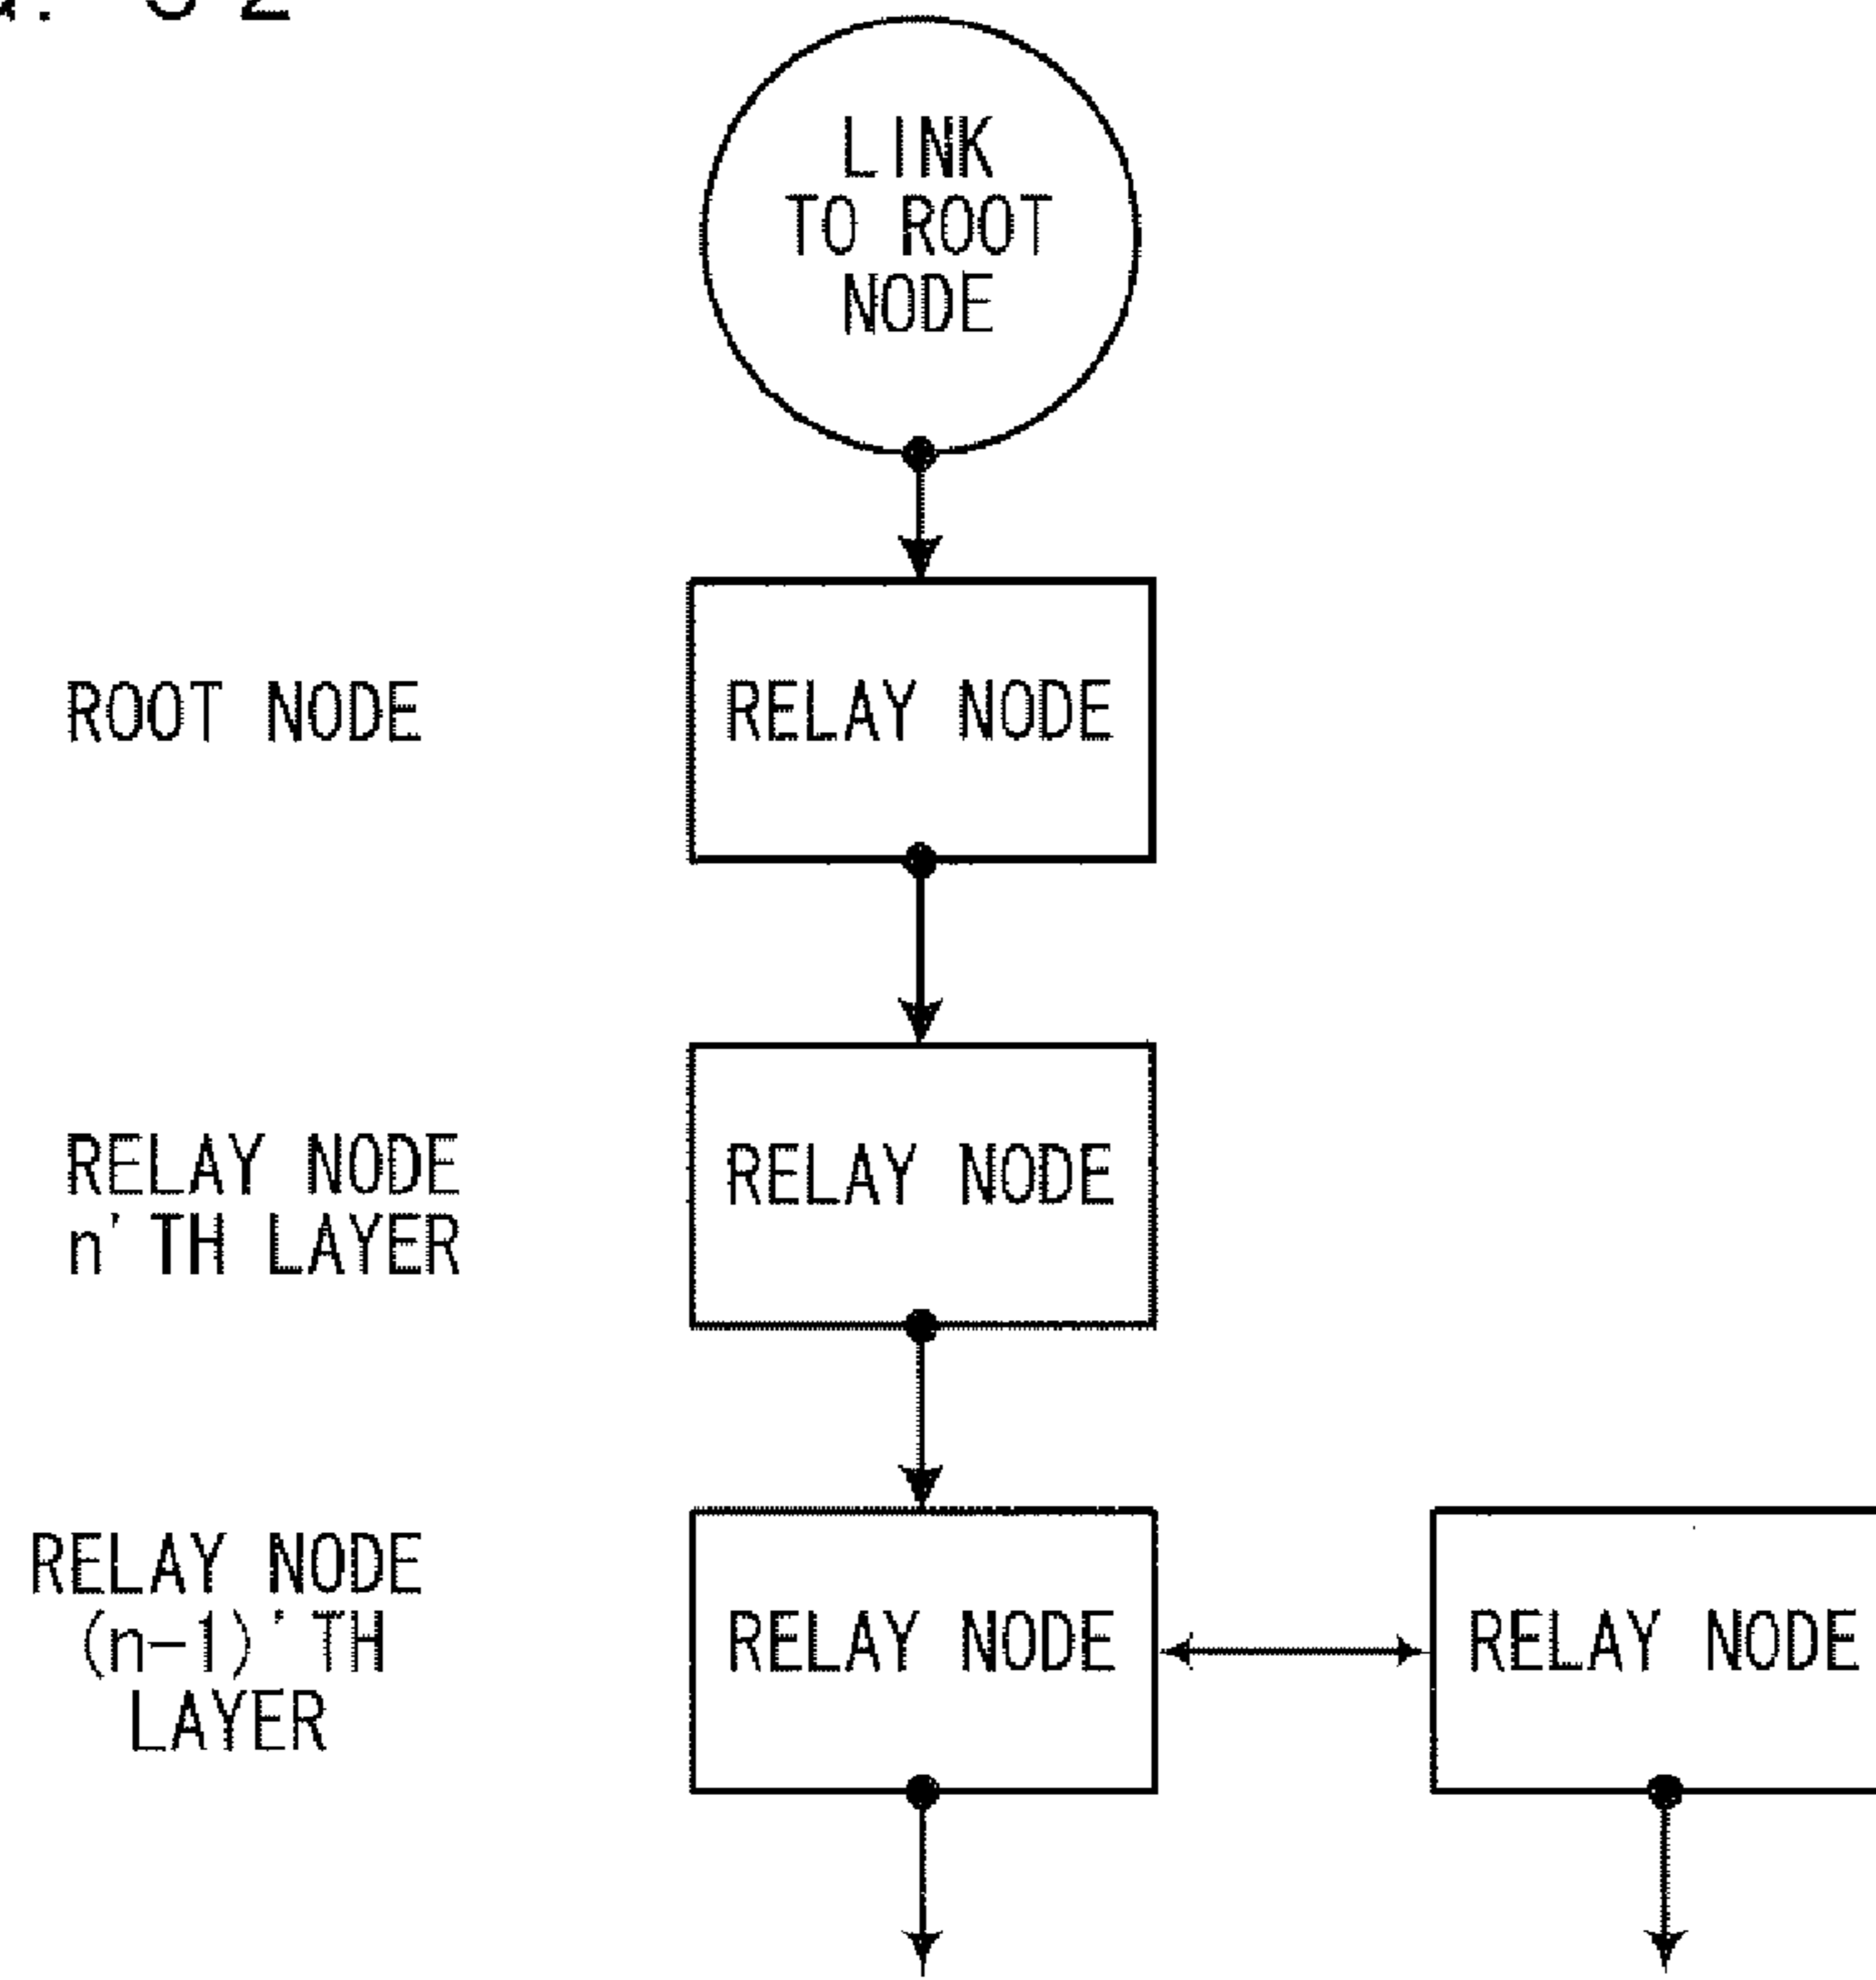 LINK
TO ROOT
NODE
ROOT NODE
RELAY NODE
RELAY NODE
n'TH LAYER
RELAY NODE
RELAY NODE
(n-1)'TH
LAYER
RELAY NODE
RELAY NODE